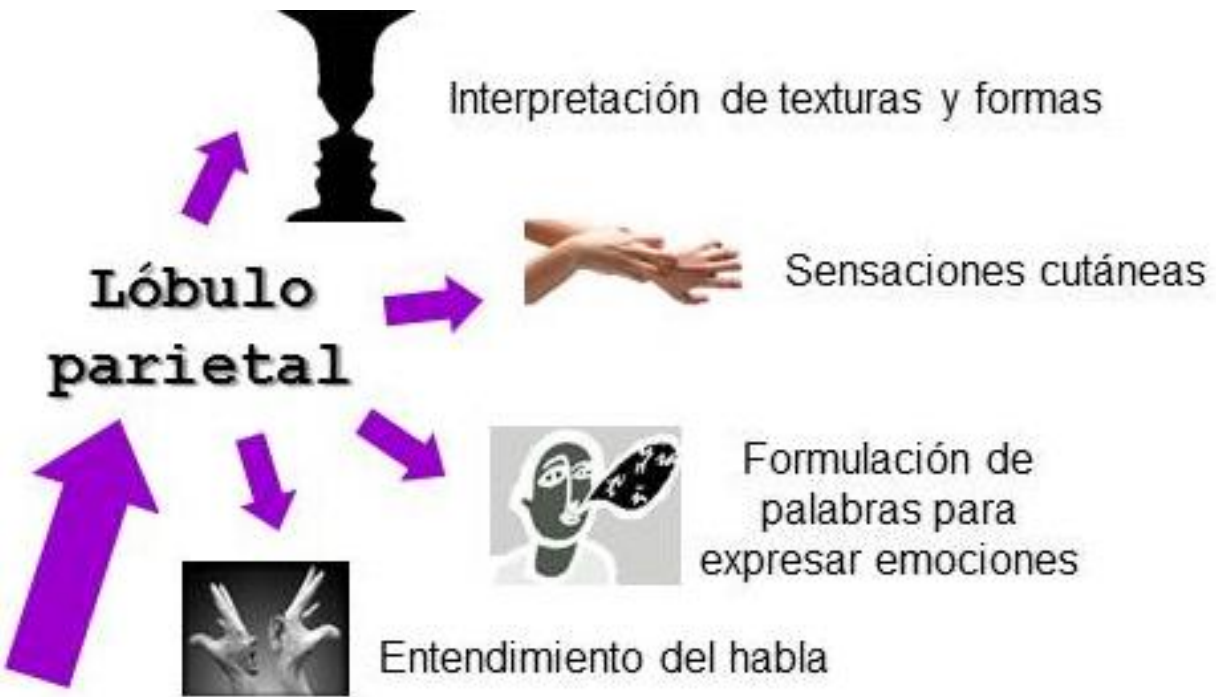 Interpretación de texturas y formas
Lóbulo
parietal
Sensaciones cutáneas
Formulación de
palabras para
expresar emociones
Entendimiento del habla